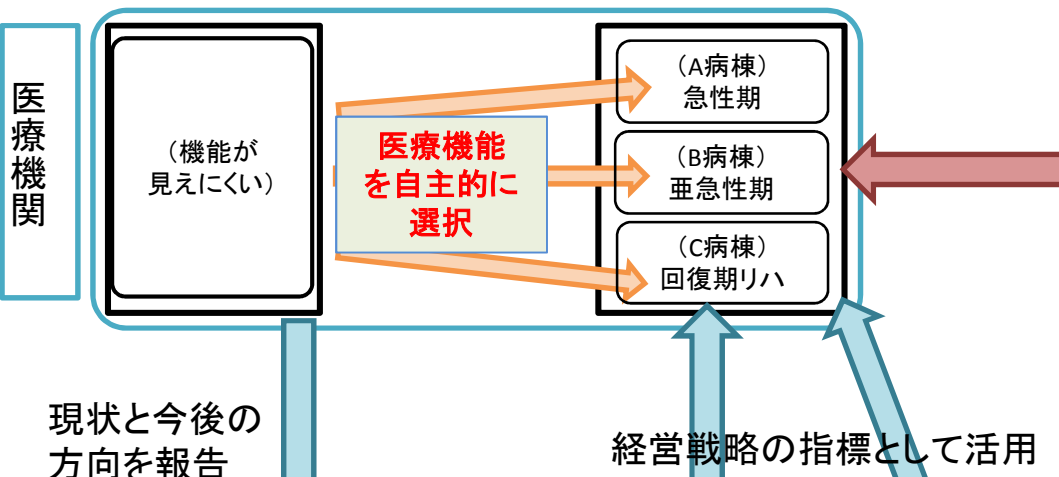 医療機関
（機能が
見えにくい）
医療機能
を自主的に
選択
（A病棟）
急性期
（B病棟）
亜急性期
（C病棟）
回復期リハ
現状と今後の
方向を報告
経営戦略の指標として活用